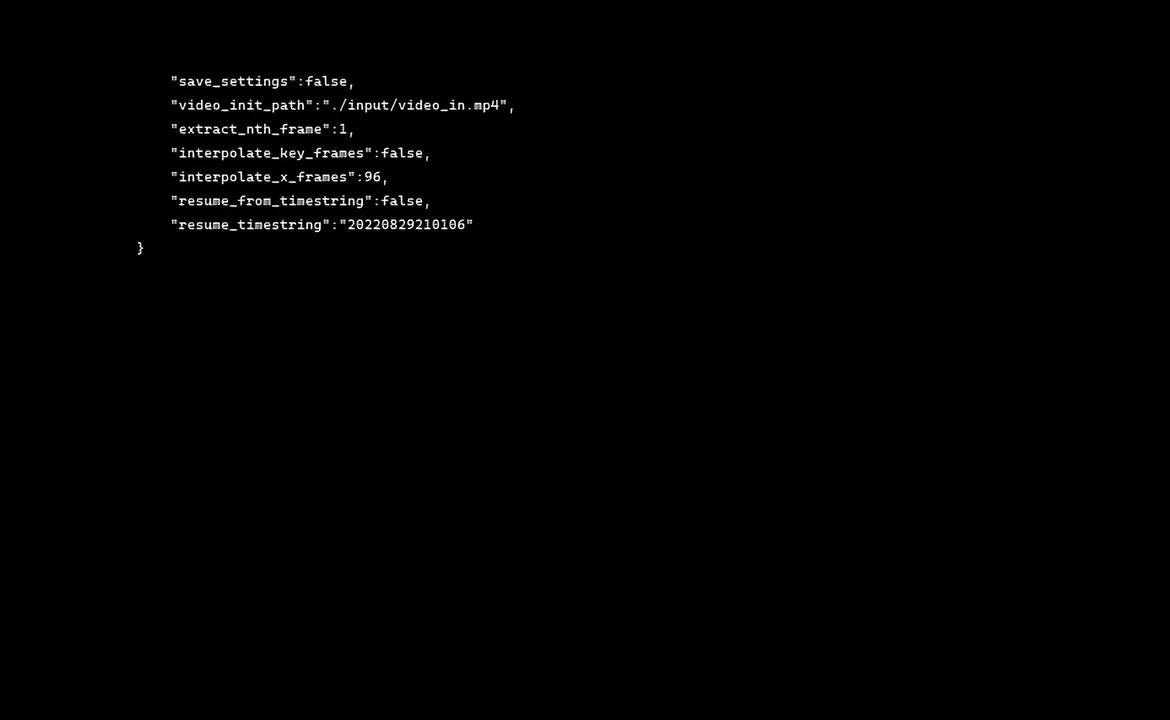 "save_settings":false,
"video_init_path":"./input/video_in.mp4",
"extract_nth_frame":1,
"interpolate_key_frames":false,
"interpolate_x_frames":96,
"resume_from_timestring":false,
"resume_timestring":"20220829210106"
}